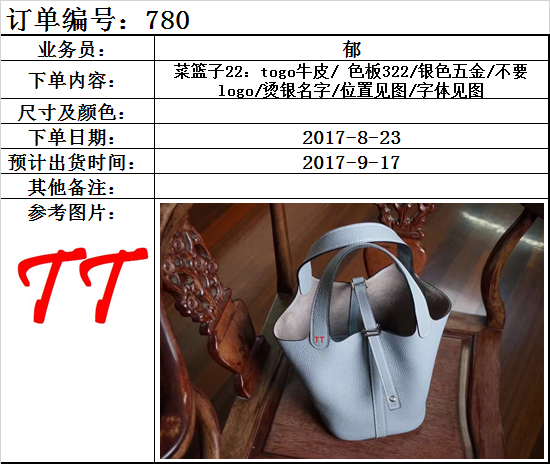 订单编号：780
业务员： 郁
下单内容： 菜篮子22：togo牛皮/ 色板322/银色五金/不要
logo/烫银名字/位置见图/字体见图
尺寸及颜色：
下单日期： 2017-8-23
预计出货时间： 2017-9-17
其他备注：
参考图片：
TT
TT